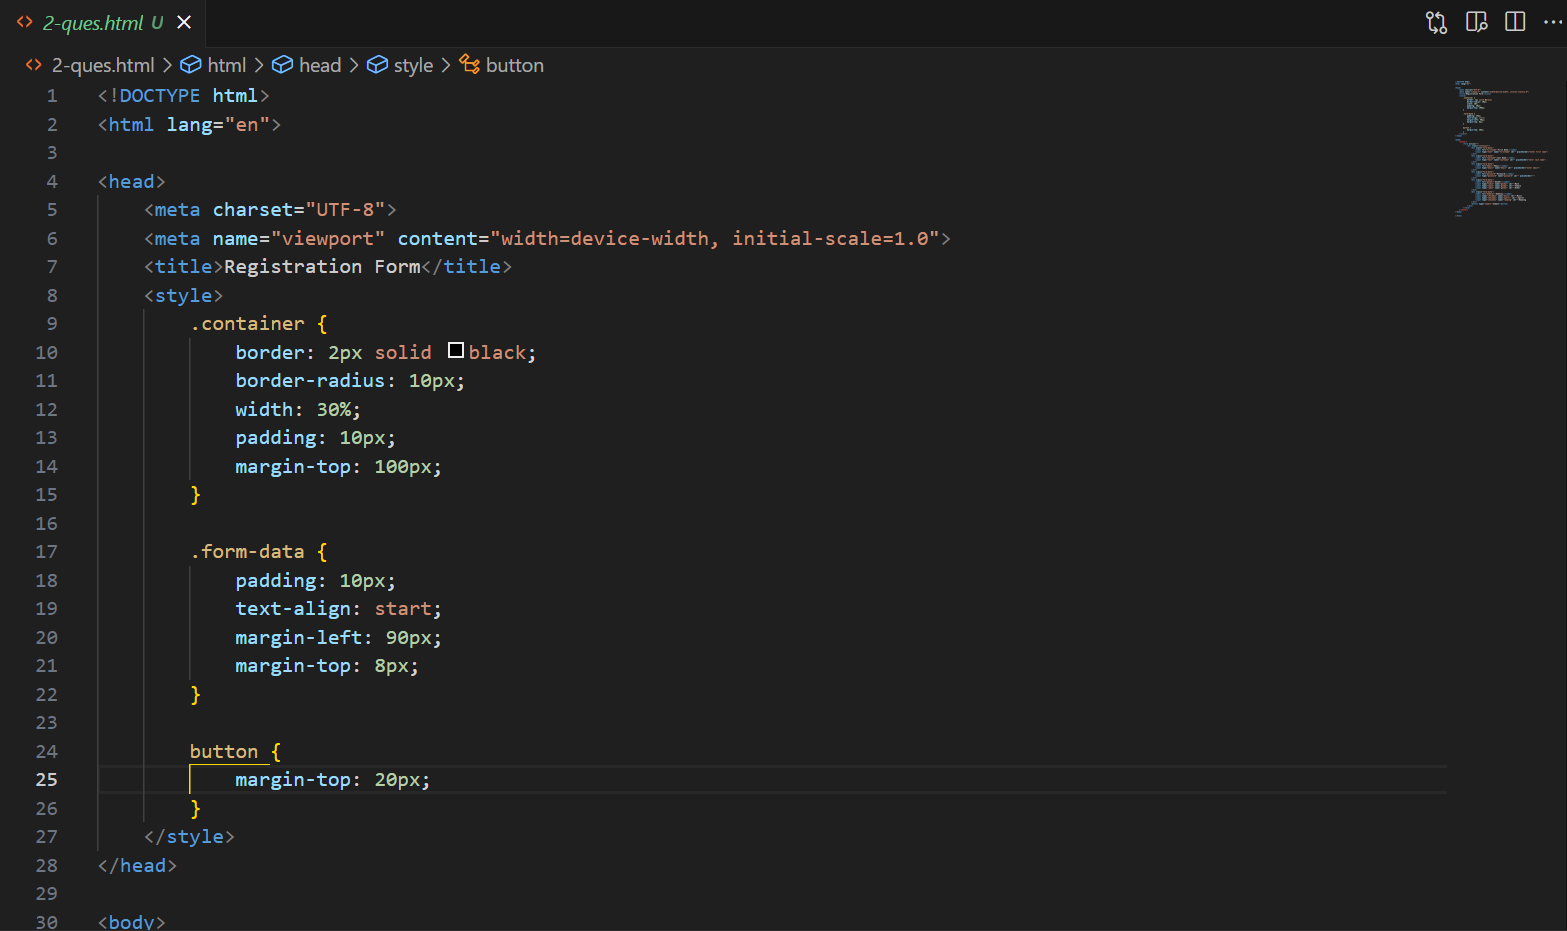 2-ques.html U
2-ques.html > html > head > style > button
1 <!DOCTYPE html>
2 <html lang="en">
3
4 <head>
5 <meta charset="UTF-8">
6 <meta name="viewport" content="width=device-width, initial-scale=1.0">
7 <title>Registration Form</title>
8 <style>
9 .container {
10 border: 2px solid black;
11 border-radius: 10px;
12 width: 30%;
13 padding: 10px;
14 margin-top: 100px;
15 }
16
17 .form-data {
18 padding: 10px;
19 text-align: start;
20 margin-left: 90px;
21 margin-top: 8px;
22 }
23
24 button {
25 margin-top: 20px;
26 }
27 </style>
28 </head>
29
30 <body>